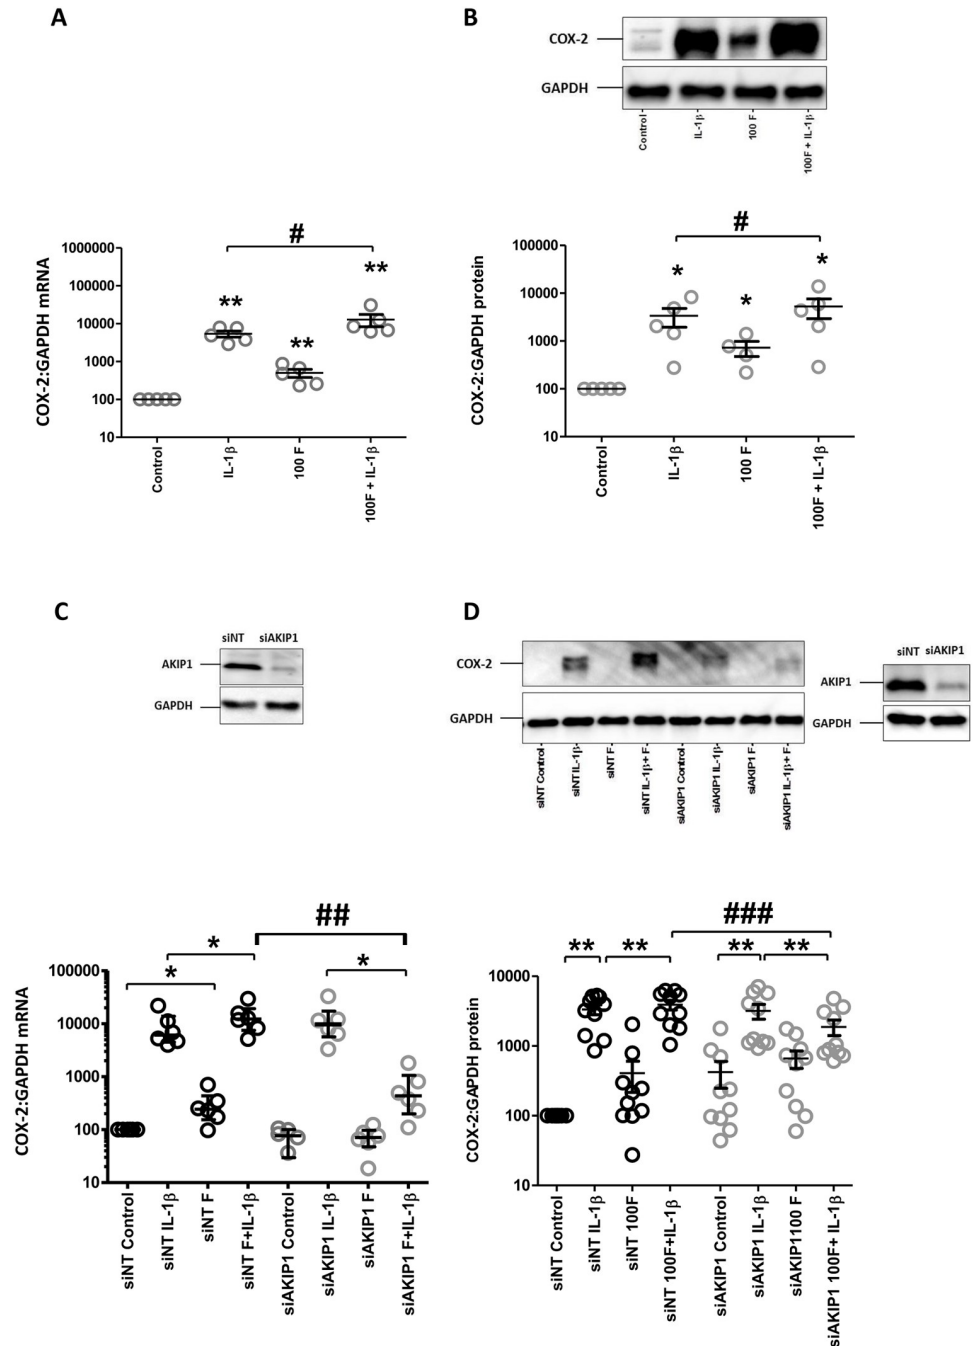 A
B
COX-2
GAPDH
Control
IL-1β
100 F
100F + IL-1β
#
COX-2:GAPDH mRNA
1000000
100000
10000
1000
100
10
**
**
**
Control
IL-1β
100 F
100F + IL-1β
#
COX-2:GAPDH protein
100000
10000
1000
100
10
*
*
*
Control
IL-1β
100 F
100F + IL-1β
C
siNT siAKIP1
AKIP1
GAPDH
D
COX-2
GAPDH
siNT Control
siNT IL-1β
siNT F
siNT IL-1β+ F
siAKIP1 Control
siAKIP1 IL-1β
siAKIP1 F
siAKIP1 IL-1β+ F
siNT siAKIP1
AKIP1
GAPDH
##
*
*
*
COX-2:GAPDH mRNA
100000
10000
1000
100
10
siNT Control
siNT IL-1β
siNT F
siNT F+IL-1β
siAKIP1 Control
siAKIP1 IL-1β
siAKIP1 F
siAKIP1 F+IL-1β
###
** ** ** **
COX-2:GAPDH protein
10000
1000
100
10
siNT Control
siNT IL-1β
siNT 100F
siNT 100F+IL-1β
siAKIP1 Control
siAKIP1 IL-1β
siAKIP1100 F
siAKIP1 100F+ IL-1β